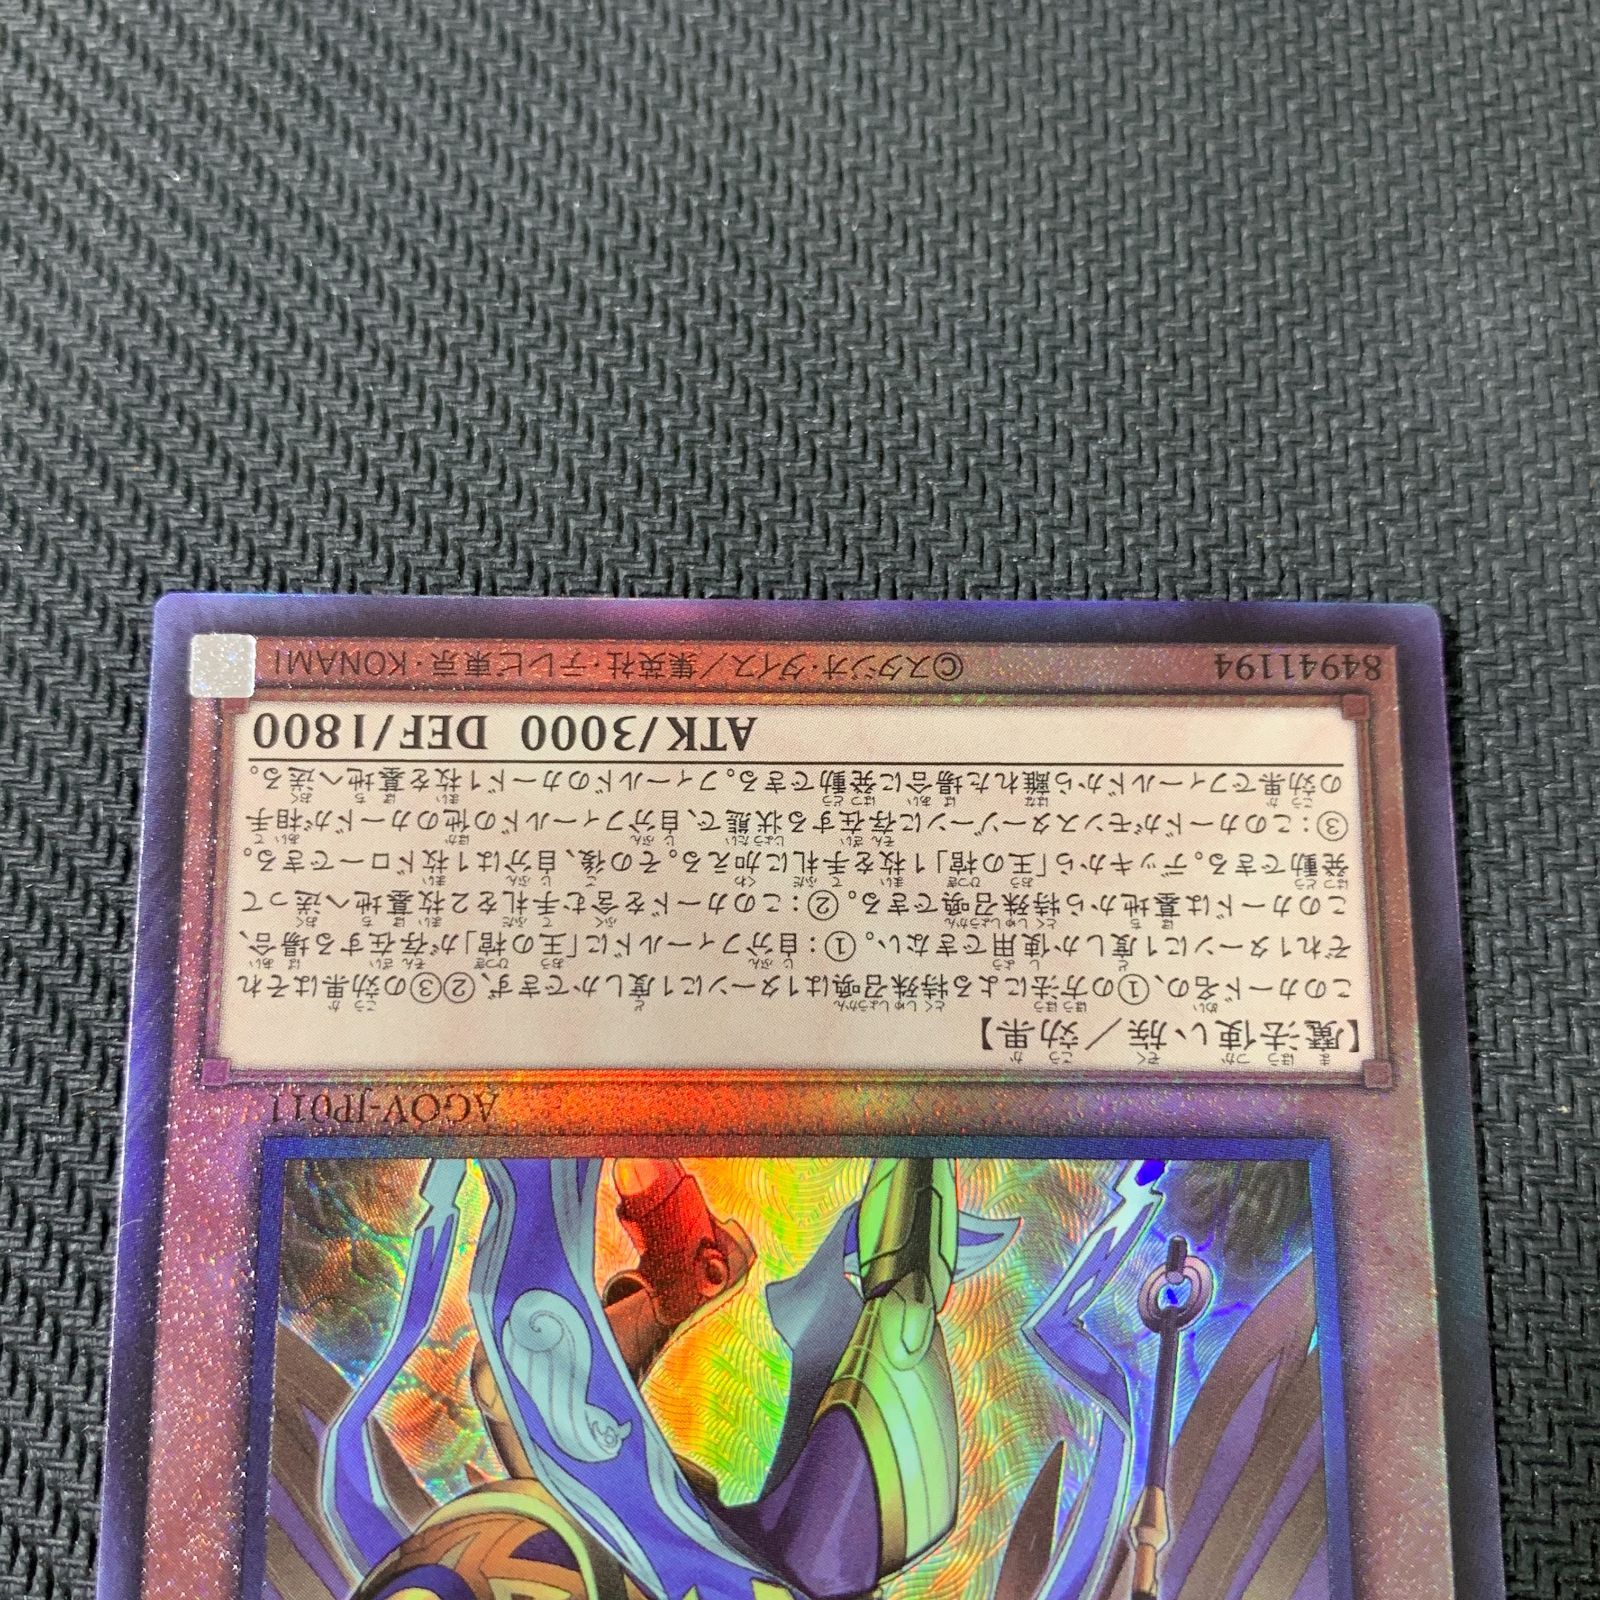 AGOV-JP011
【魔法使い族／効果】
このカード名の、①の方法による特殊召喚は1ターンに1度しかできず、②③の効果はそれ
ぞれ1ターンに1度しか使用できない。①：自分フィールドに「王の棺」が存在する場合、
このカードは墓地から特殊召喚できる。②：このカードを含む手札を2枚墓地へ送って
発動できる。デッキから「王の棺」1枚を手札に加える。その後、自分は1枚ドローできる。
③：このカードがモンスターゾーンに存在する状態で、自分フィールドの他のカードが相手
の効果でフィールドから離れた場合に発動できる。フィールドのカード1枚を墓地へ送る。
ATK/3000 DEF/1800
84941194 ©スタジオ・ダイス／集英社・テレビ東京・KONAMI